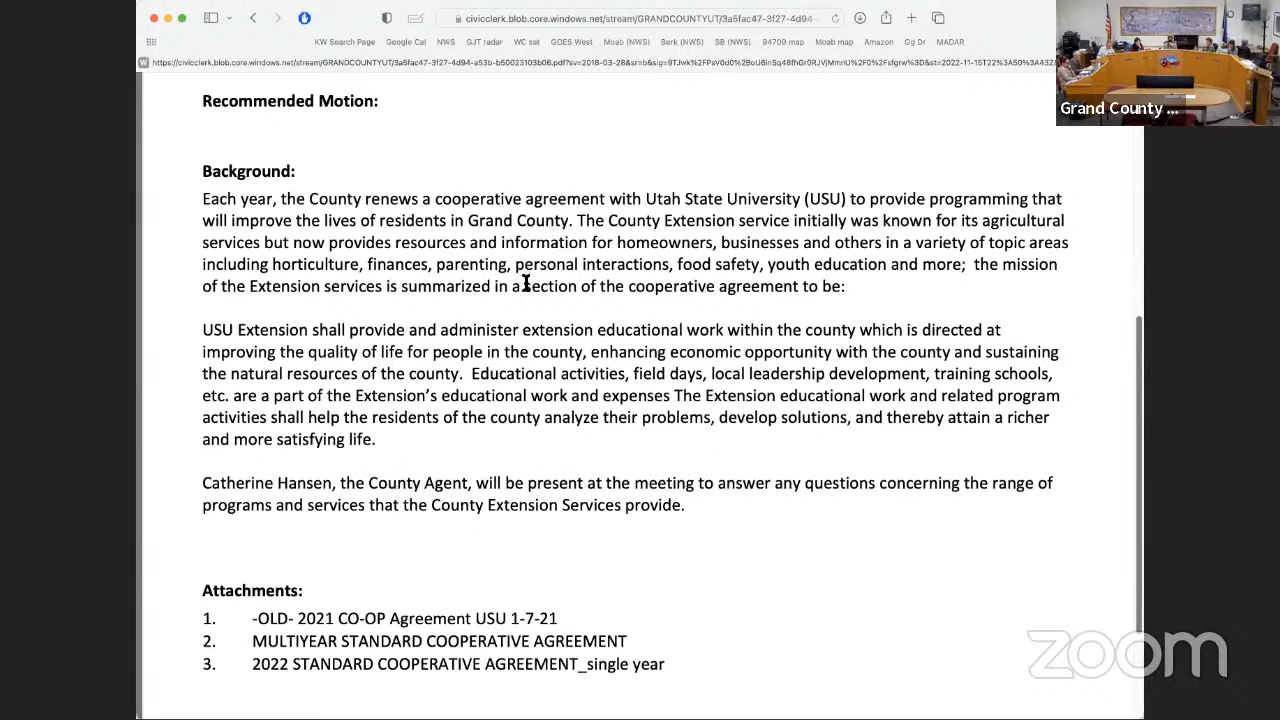 civicclerk.blob.core.windows.net/stream/GRANDCOUNTYUT/3a5fac47-3f27-4d94-
KW Search Page Google Cal NWS GJT radar WC sat GOES West Moab (NWS) Berk (NWS) SB (NWS) 84709 map Moab map Amazon Gg Dr MADAR
Grand County ...
Recommended Motion:
Background:
Each year, the County renews a cooperative agreement with Utah State University (USU) to provide programming that
will improve the lives of residents in Grand County. The County Extension service initially was known for its agricultural
services but now provides resources and information for homeowners, businesses and others in a variety of topic areas
including horticulture, finances, parenting, personal interactions, food safety, youth education and more;  the mission
of the Extension services is summarized in a section of the cooperative agreement to be:
USU Extension shall provide and administer extension educational work within the county which is directed at
improving the quality of life for people in the county, enhancing economic opportunity with the county and sustaining
the natural resources of the county.  Educational activities, field days, local leadership development, training schools,
etc. are a part of the Extension’s educational work and expenses The Extension educational work and related program
activities shall help the residents of the county analyze their problems, develop solutions, and thereby attain a richer
and more satisfying life.
Catherine Hansen, the County Agent, will be present at the meeting to answer any questions concerning the range of
programs and services that the County Extension Services provide.
Attachments:
1. -OLD- 2021 CO-OP Agreement USU 1-7-21
2. MULTIYEAR STANDARD COOPERATIVE AGREEMENT
3. 2022 STANDARD COOPERATIVE AGREEMENT_single year
zoom